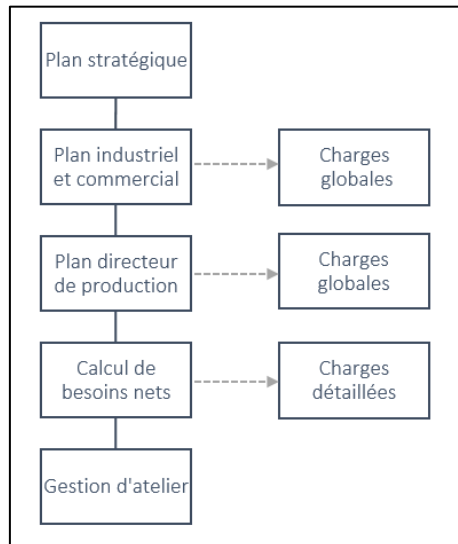 Plan stratégique
Plan industriel
et commercial
Charges
globales
Plan directeur
de production
Charges
globales
Calcul de
besoins nets
Charges
détaillées
Gestion d'atelier